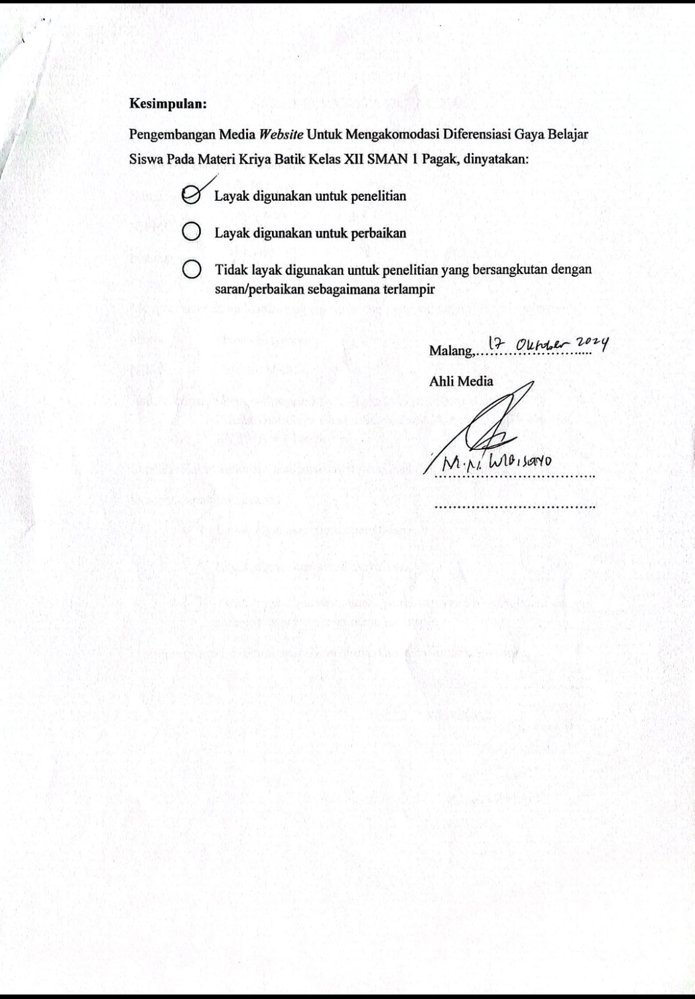 Kesimpulan:
Pengembangan Media Website Untuk Mengakomodasi Diferensiasi Gaya Belajar
Siswa Pada Materi Kriya Batik Kelas XII SMAN 1 Pagak, dinyatakan:
Layak digunakan untuk penelitian
Layak digunakan untuk perbaikan
Tidak layak digunakan untuk penelitian yang bersangkutan dengan
saran/perbaikan sebagaimana terlampir
Malang,..17 Oktober 2024
Ahli Media
M.N. Wibisono